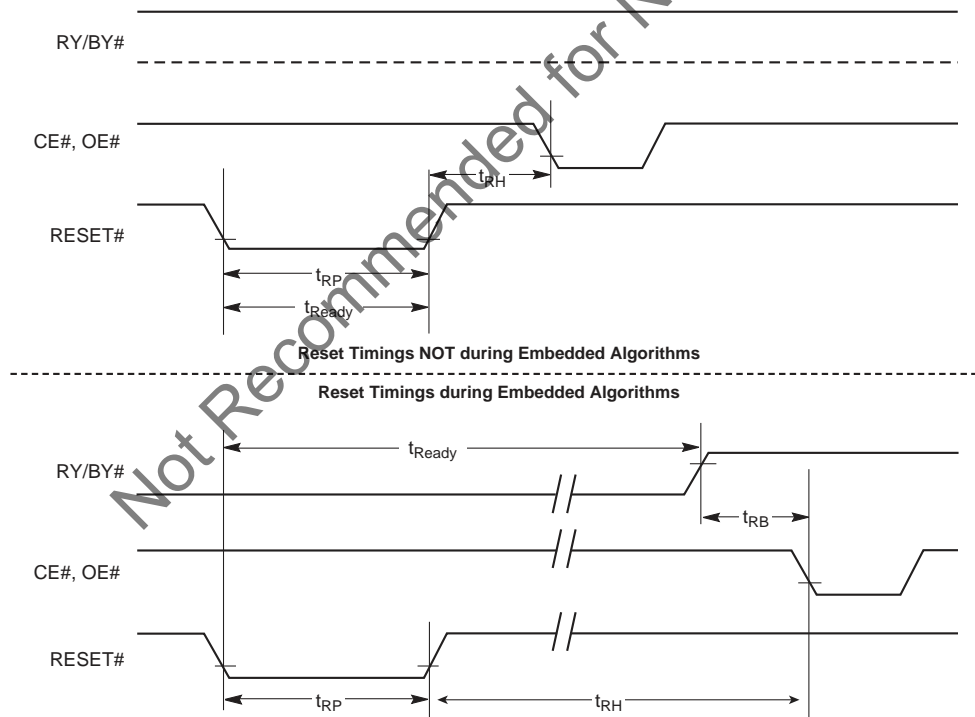 RY/BY#
CE#, OE#
tRH
RESET#
tRP
tReady
Reset Timings NOT during Embedded Algorithms
Reset Timings during Embedded Algorithms
tReady
RY/BY#
tRB
CE#, OE#
RESET#
tRP
tRH
Not Recommended for N